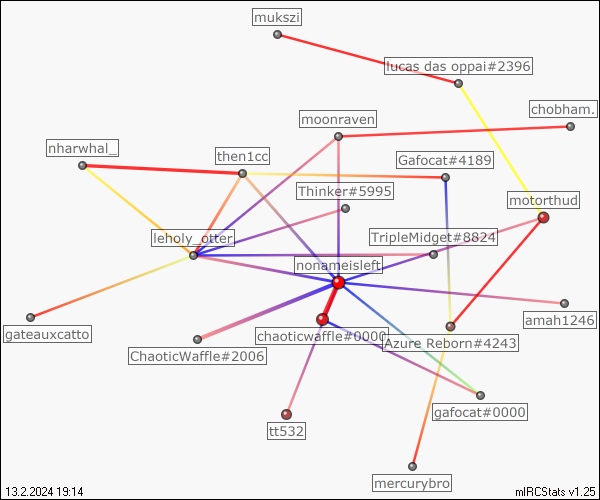 mukszi
lucas das oppai#2396
chobham.
moonraven
nharwhal_
then1cc
Gafocat#4189
Thinker#5995
motorthud
leholy_otter
TripleMidget#8824
nonameisleft
gateauxcatto
amah1246
chaoticwaffle#0000
Azure Reborn#4243
ChaoticWaffle#2006
gafocat#0000
tt532
mercurybro
13.2.2024 19:14
mIRCStats v1.25